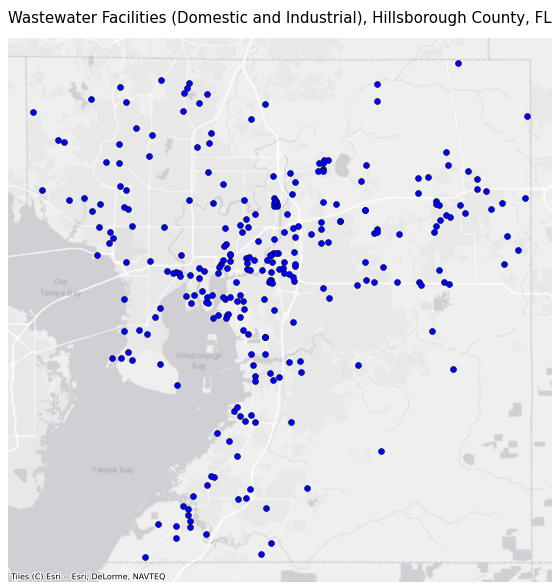 Wastewater Facilities (Domestic and Industrial), Hillsborough County, FL
Old
Tampa Bay
Hillsborough
Bay
Tampa Bay
Tiles (C) Esri -- Esri, DeLorme, NAVTEQ